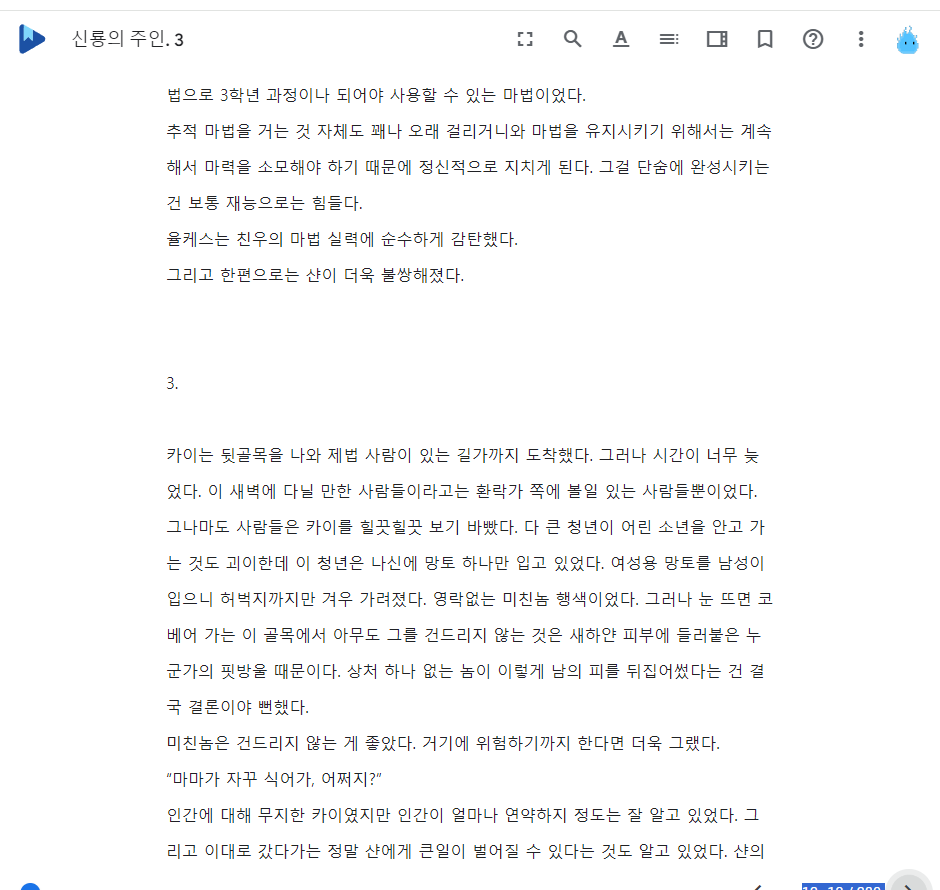 신룡의 주인. 3
법으로 3학년 과정이나 되어야 사용할 수 있는 마법이었다.
추적 마법을 거는 것 자체도 꽤나 오래 걸리거니와 마법을 유지시키기 위해서는 계속
해서 마력을 소모해야 하기 때문에 정신적으로 지치게 된다. 그걸 단숨에 완성시키는
건 보통 재능으로는 힘들다.
율케스는 친우의 마법 실력에 순수하게 감탄했다.
그리고 한편으로는 샨이 더욱 불쌍해졌다.
3.
카이는 뒷골목을 나와 제법 사람이 있는 길가까지 도착했다. 그러나 시간이 너무 늦
었다. 이 새벽에 다닐 만한 사람들이라고는 환락가 쪽에 볼일 있는 사람들뿐이었다.
그나마도 사람들은 카이를 힐끗힐끗 보기 바빴다. 다 큰 청년이 어린 소년을 안고 가
는 것도 괴이한데 이 청년은 나신에 망토 하나만 입고 있었다. 여성용 망토를 남성이
입으니 허벅지까지만 겨우 가려졌다. 영락없는 미친놈 행색이었다. 그러나 눈 뜨면 코
베어 가는 이 골목에서 아무도 그를 건드리지 않는 것은 새하얀 피부에 들러붙은 누
군가의 핏방울 때문이다. 상처 하나 없는 놈이 이렇게 남의 피를 뒤집어썼다는 건 결
국 결론이야 뻔했다.
미친놈은 건드리지 않는 게 좋았다. 거기에 위험하기까지 한다면 더욱 그랬다.
“마마가 자꾸 식어가, 어쩌지?”
인간에 대해 무지한 카이였지만 인간이 얼마나 연약하지 정도는 잘 알고 있었다. 그
리고 이대로 갔다가는 정말 샨에게 큰일이 벌어질 수 있다는 것도 알고 있었다. 샨의